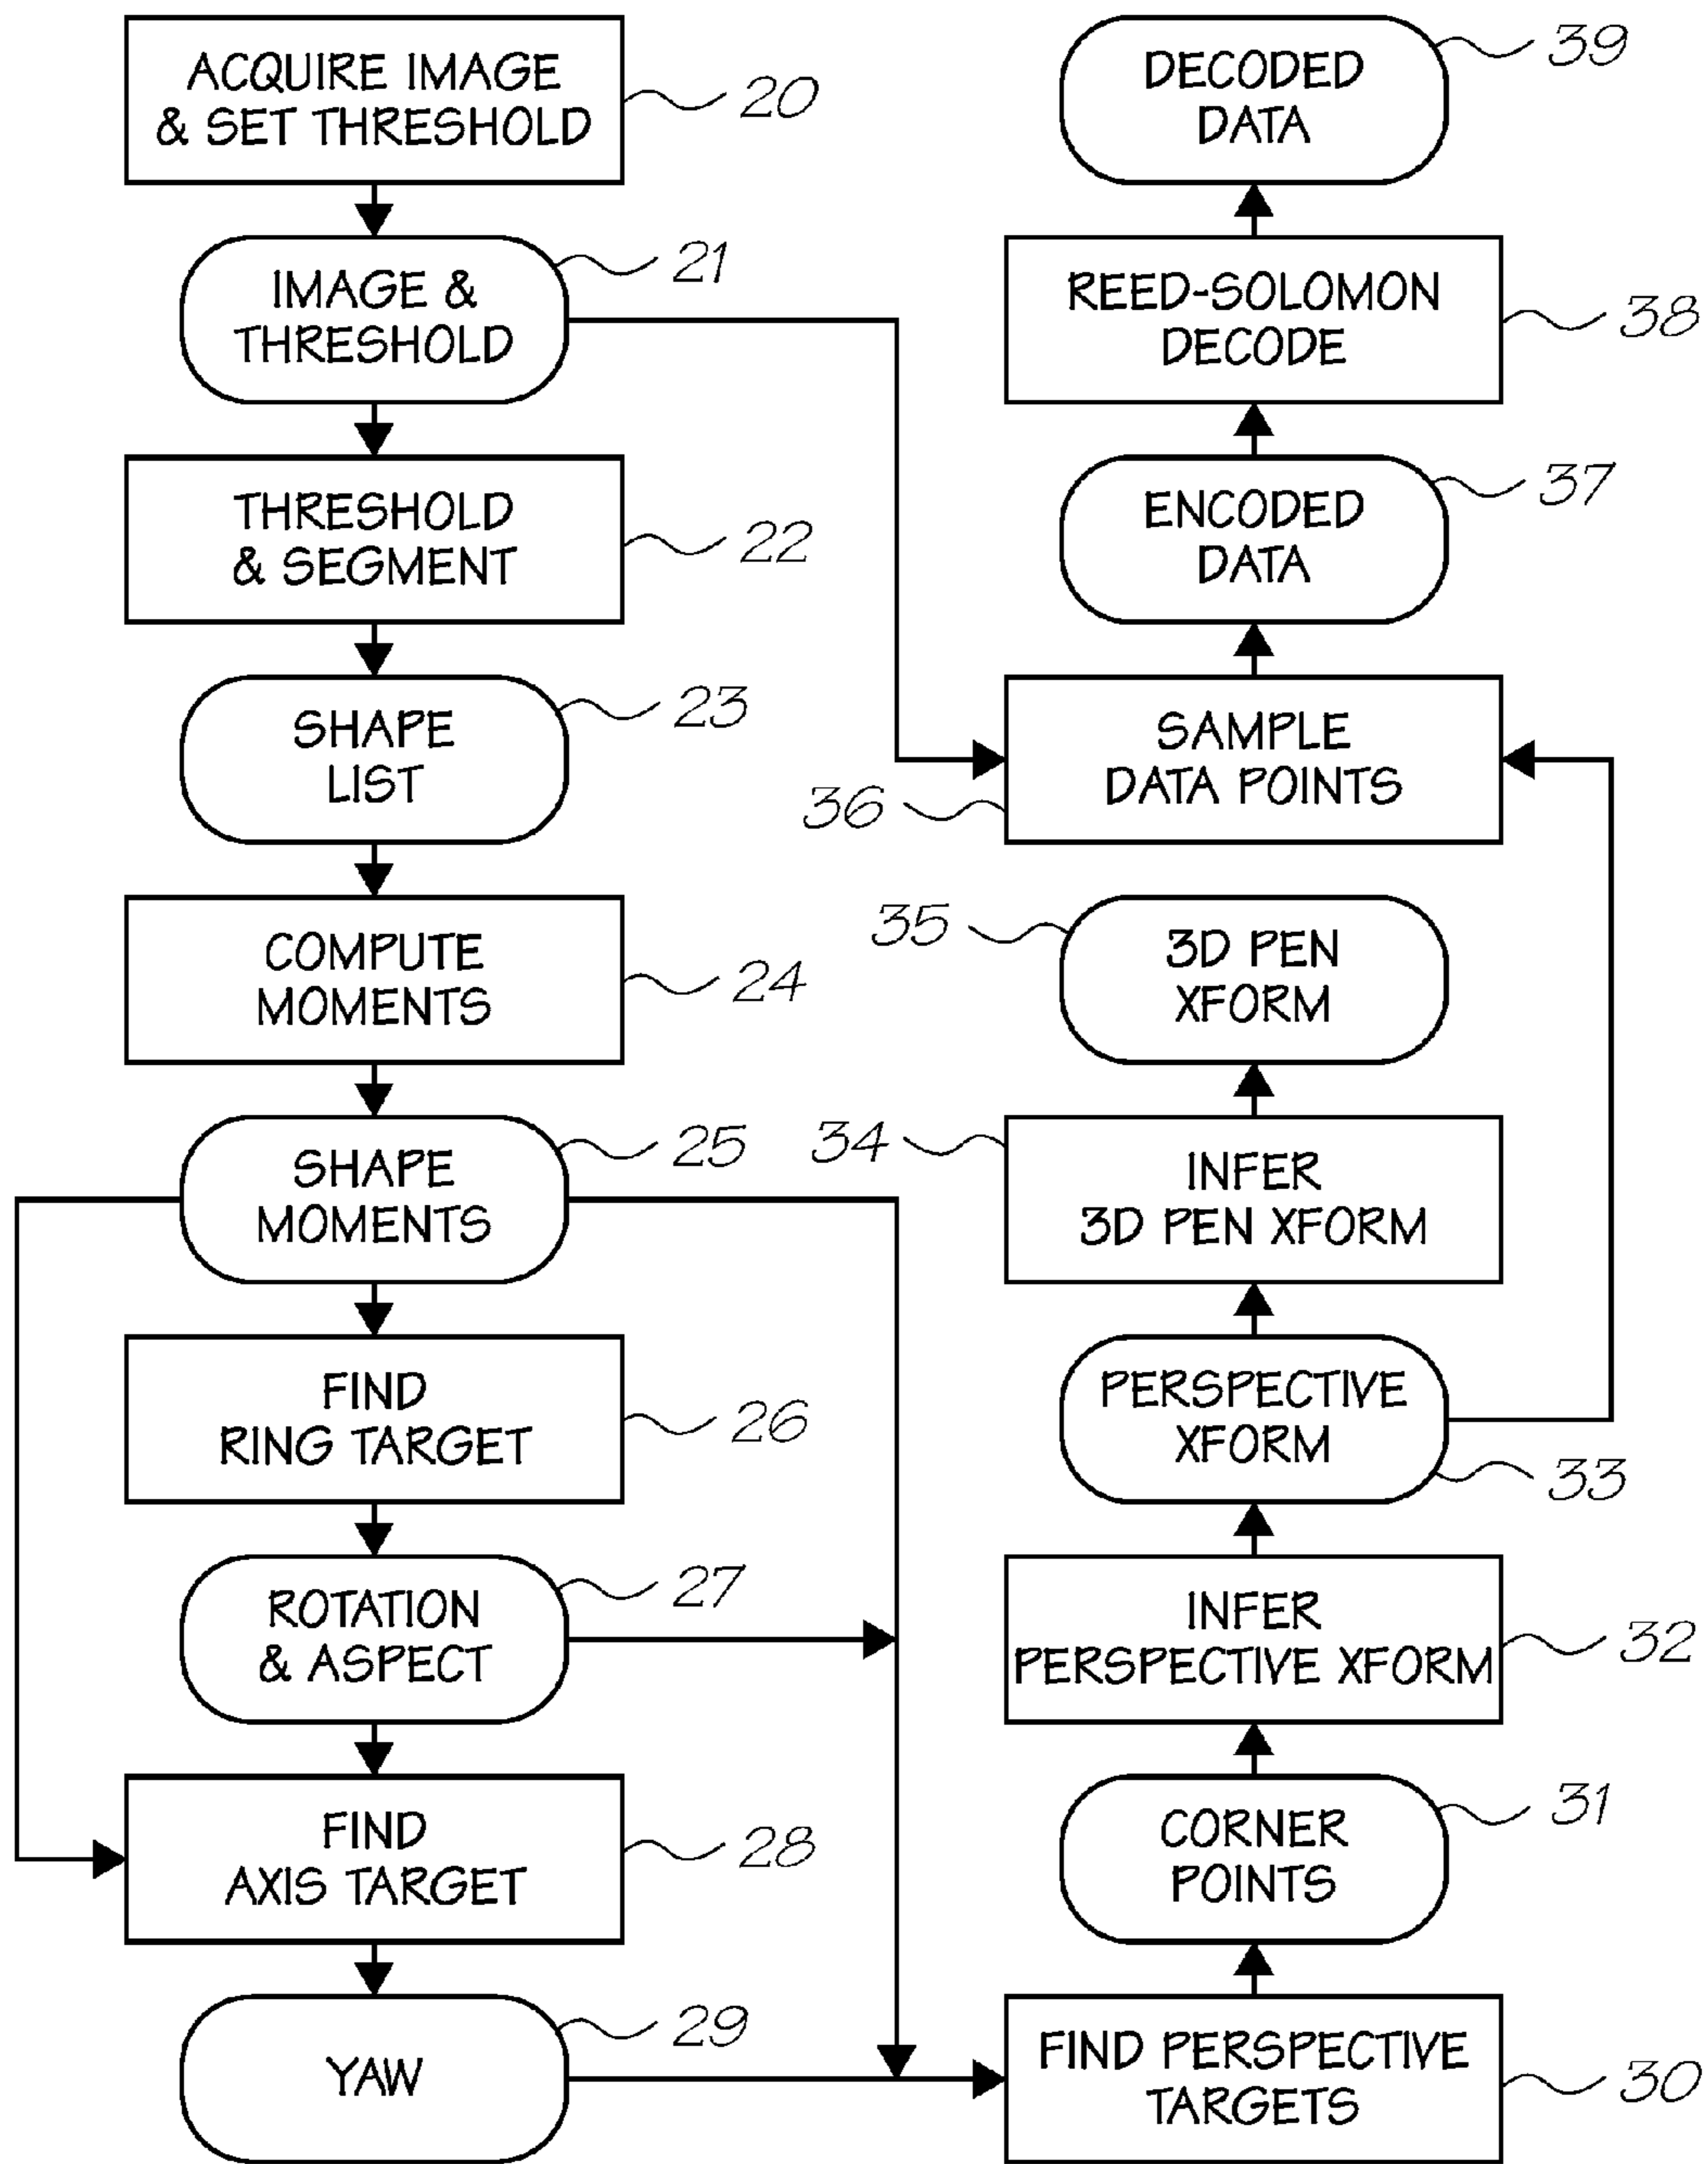 ACQUIRE IMAGE
& SET THRESHOLD
20
IMAGE &
THRESHOLD
21
THRESHOLD
& SEGMENT
22
SHAPE
LIST
23
COMPUTE
MOMENTS
24
SHAPE
MOMENTS
25
FIND
RING TARGET
26
ROTATION
& ASPECT
27
FIND
AXIS TARGET
28
YAW
29
DECODED
DATA
39
REED-SOLOMON
DECODE
38
ENCODED
DATA
37
SAMPLE
DATA POINTS
36
35
3D PEN
XFORM
34
INFER
3D PEN XFORM
PERSPECTIVE
XFORM
33
INFER
PERSPECTIVE XFORM
32
CORNER
POINTS
31
FIND PERSPECTIVE
TARGETS
30